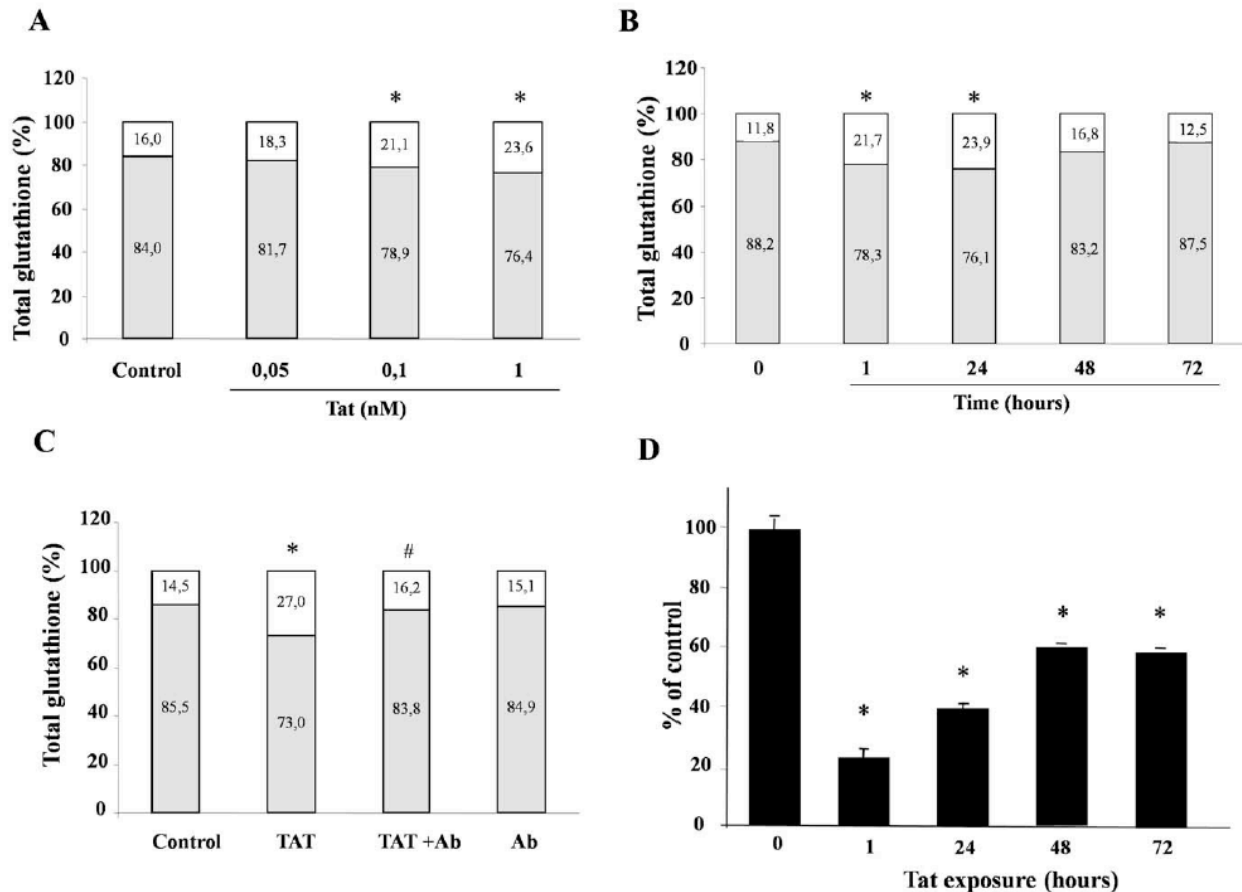 A
Total glutathione (%)
120
100
80
60
40
20
0
* *
16,0 18,3 21,1 23,6
84,0 81,7 78,9 76,4
Control 0,05 0,1 1
Tat (nM)
B
Total glutathione (%)
120
100
80
60
40
20
0
* *
11,8 21,7 23,9 16,8 12,5
88,2 78,3 76,1 83,2 87,5
0 1 24 48 72
Time (hours)
C
Total glutathione (%)
120
100
80
60
40
20
0
* #
14,5 27,0 16,2 15,1
85,5 73,0 83,8 84,9
Control TAT TAT +Ab Ab
D
% of control
100
80
60
40
20
0
* * * *
0 1 24 48 72
Tat exposure (hours)